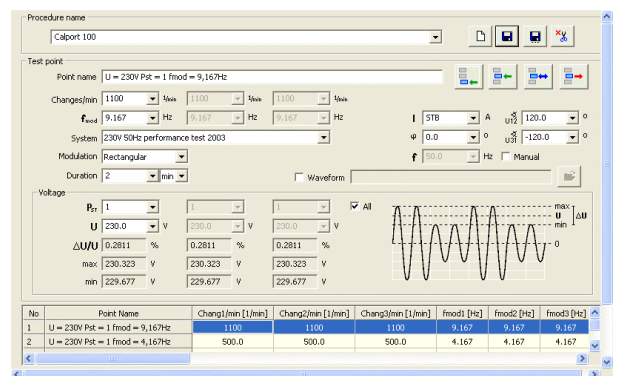 Procedure name
Calport 100
Test point
Point name U = 230V Pst = 1 fmod = 9,167Hz
Changes/min 1100 1/min 1100 1/min 1100 1/min
fmod 9.167 Hz 9.167 Hz 9.167 Hz I STB A U12 120.0 °
System 230V 50Hz performance test 2003 φ 0.0 ° U31 -120.0 °
Modulation Rectangular f 50.0 Hz Manual
Duration 2 min Waveform
Voltage
PST 1 1 1 All max
U 230.0 V 230.0 V 230.0 V U ΔU
min
ΔU/U 0.2811 % 0.2811 % 0.2811 % 0
max 230.323 V 230.323 V 230.323 V
min 229.677 V 229.677 V 229.677 V
No Point Name Chang1/min [1/min] Chang2/min [1/min] Chang3/min [1/min] fmod1 [Hz] fmod2 [Hz] fmod3 [Hz]
1 U = 230V Pst = 1 fmod = 9,167Hz 1100 1100 1100 9.167 9.167 9.167
2 U = 230V Pst = 1 fmod = 4,167Hz 500.0 500.0 500.0 4.167 4.167 4.167